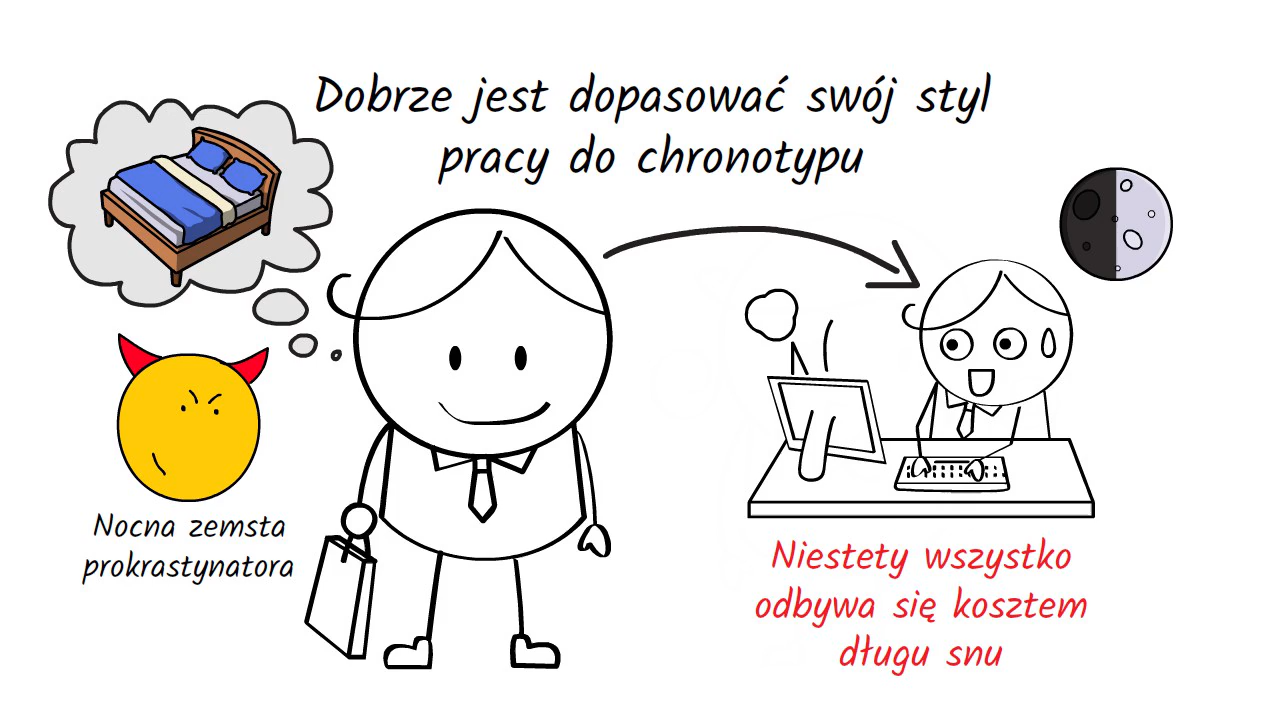 Dobrze jest dopasować swój styl
pracy do chronotypu
Nocna zemsta
prokrastynatora
Niestety wszystko
odbywa się kosztem
długu snu